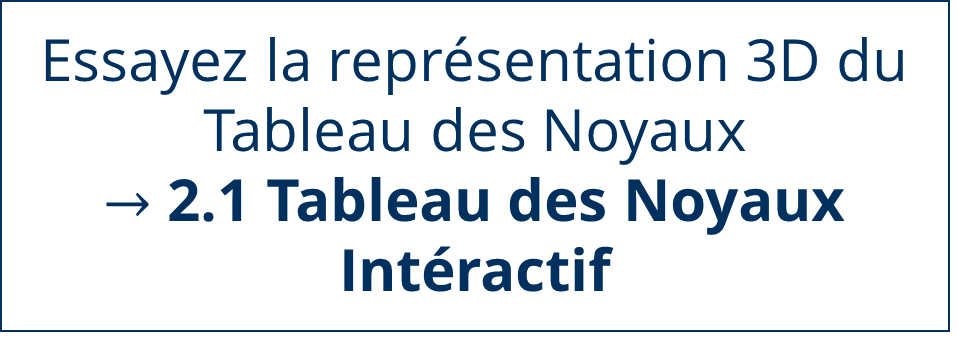 Essayez la représentation 3D du
Tableau des Noyaux
→ 2.1 Tableau des Noyaux
Intéractif